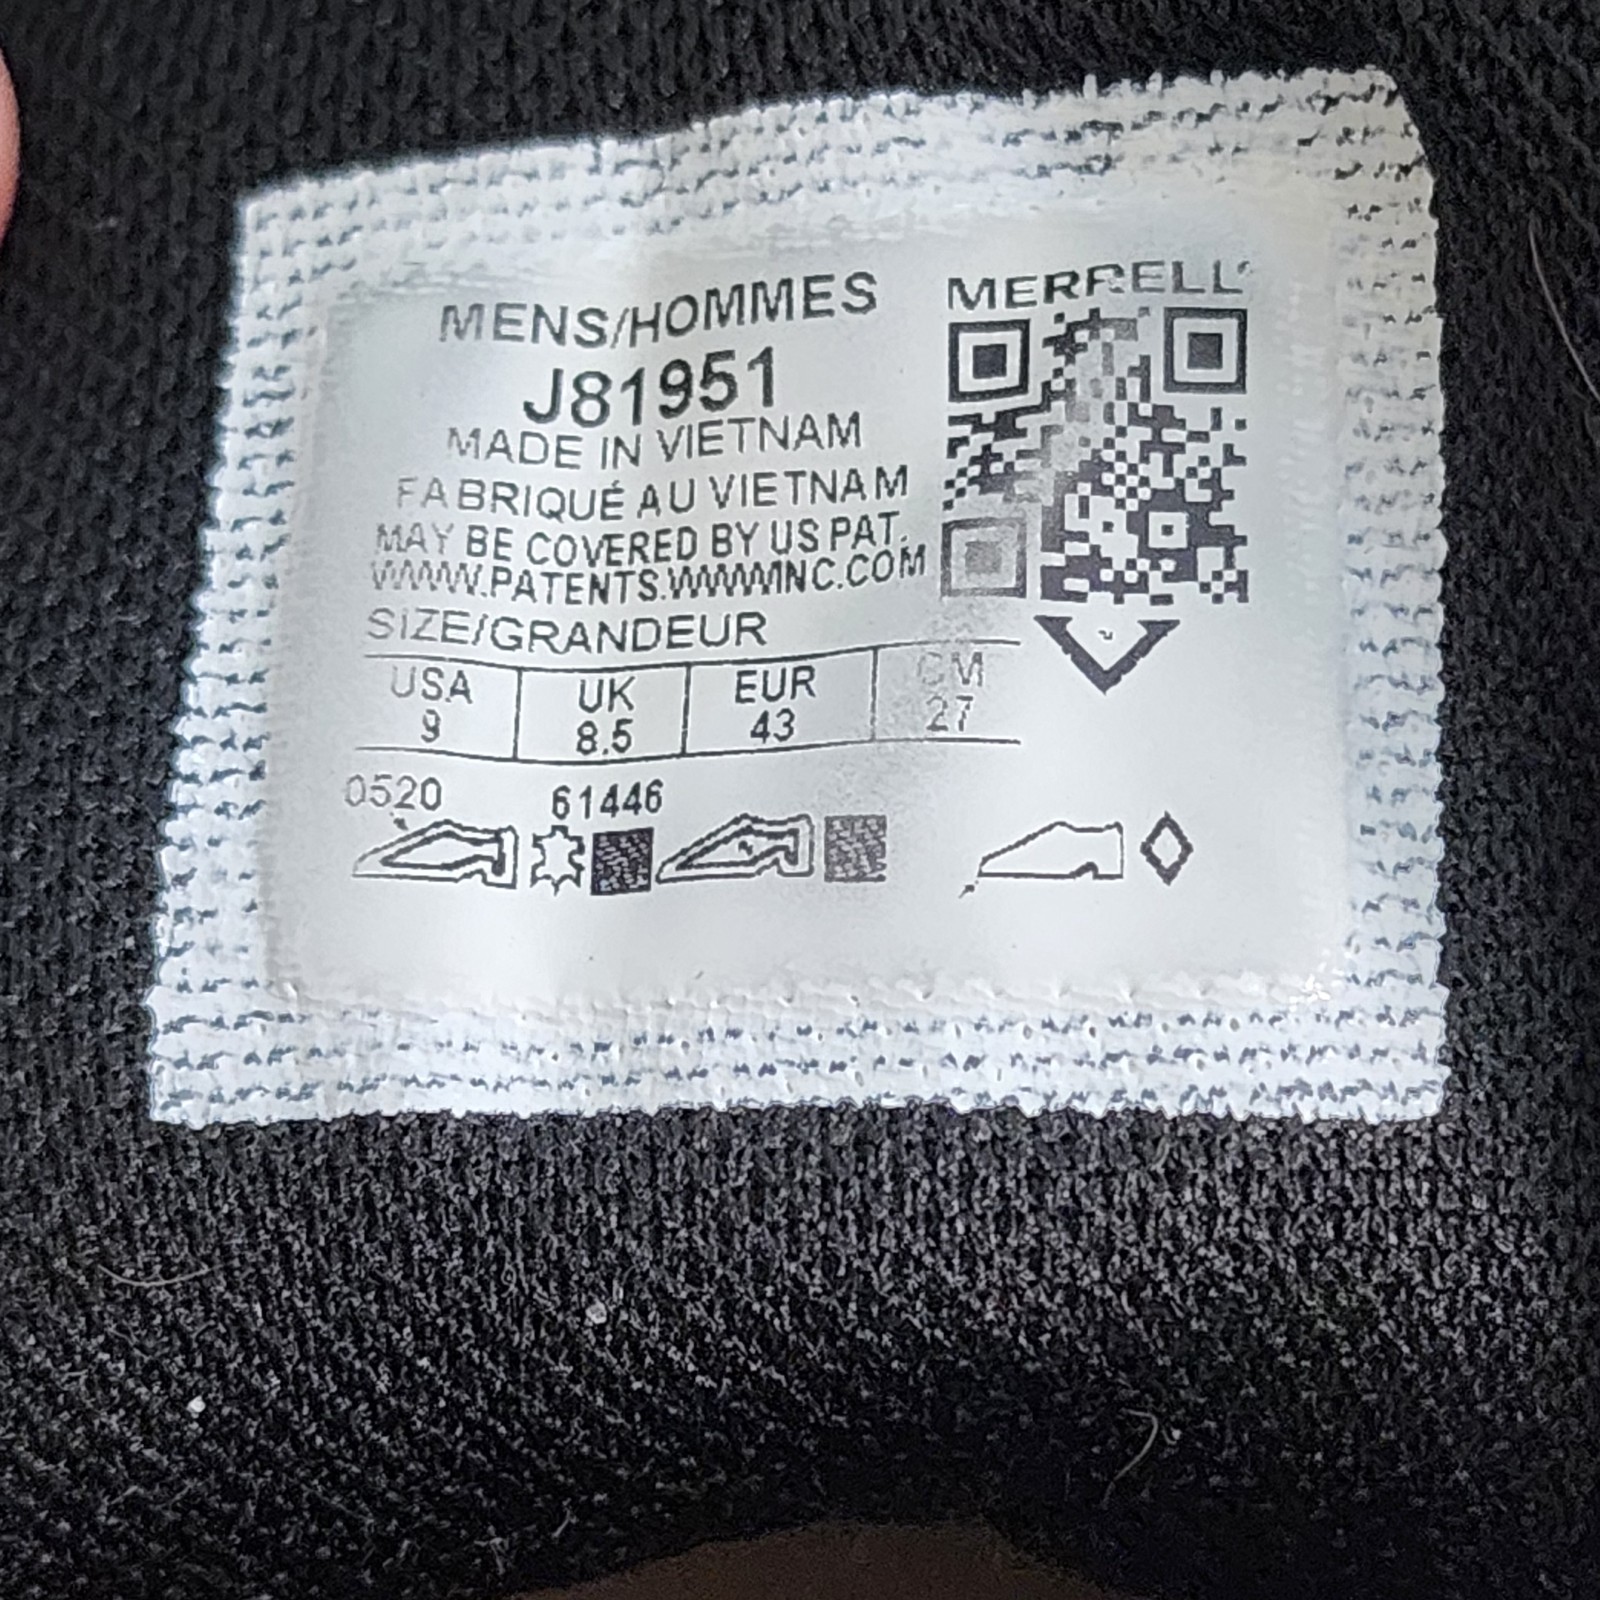 MENS/HOMMES
J81951
MADE IN VIETNAM
FABRIQUÉ AU VIETNAM
MAY BE COVERED BY US PAT.
WWW.PATENTS.WWWINC.COM
SIZE/GRANDEUR
USA UK EUR CM
9 8.5 43 27
0520 61446
MERRELL